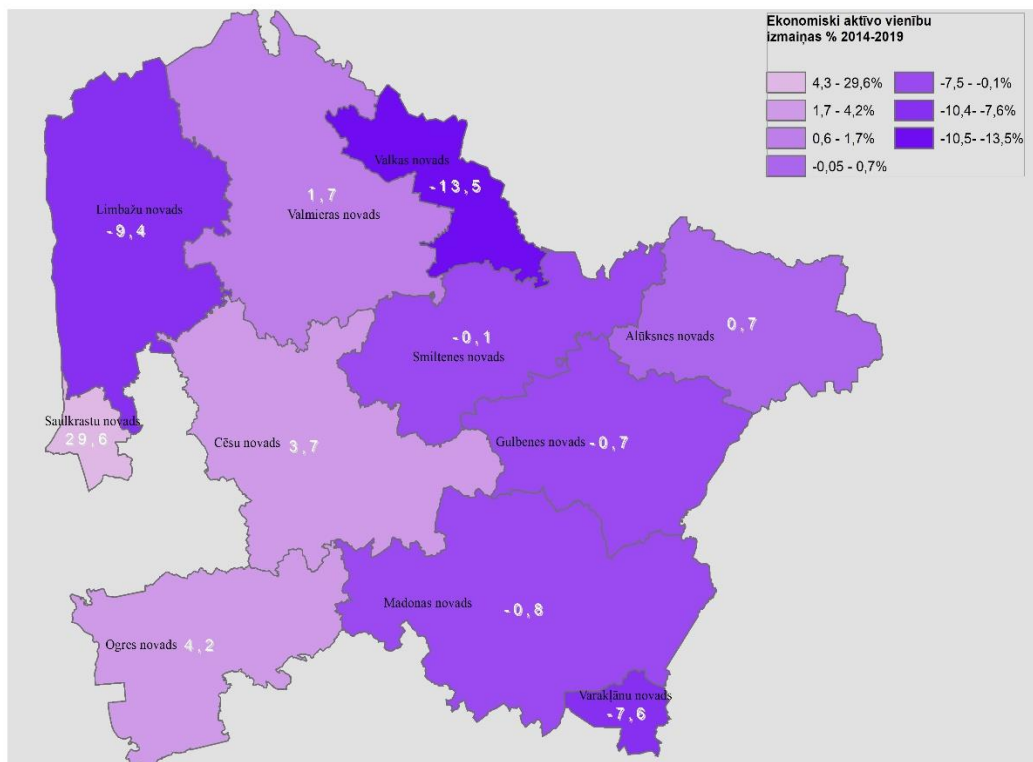 Ekonomiski aktīvo vienību
izmaiņas % 2014-2019
4,3 - 29,6%
-7,5 - -0,1%
1,7 - 4,2%
-10,4- -7,6%
0,6 - 1,7%
-10,5- -13,5%
-0,05 - 0,7%
Valkas novads
-13,5
1,7
Valmieras novads
Limbažu novads
-9,4
-0,1
Smiltenes novads
0,7
Alūksnes novads
Saulkrastu novads
29,6
Cēsu novads 3,7
Gulbenes novads -0,7
Madonas novads -0,8
Ogres novads 4,2
Varakļānu novads
-7,6